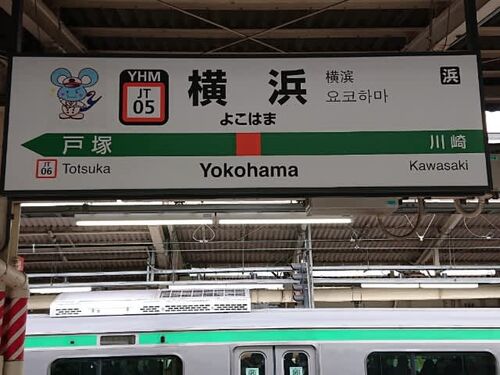 YHM
JT
05
横浜
よこはま
横滨
요코하마
浜
戸塚
川崎
JT
06
Totsuka
Yokohama
Kawasaki